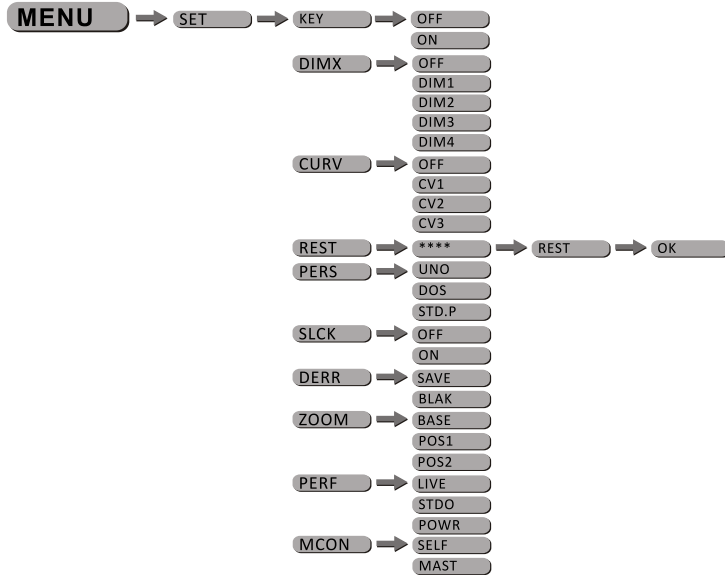 MENU SET KEY OFF
ON
DIMX OFF
DIM1
DIM2
DIM3
DIM4
CURV OFF
CV1
CV2
CV3
REST **** REST OK
PERS UNO
DOS
STD.P
SLCK OFF
ON
DERR SAVE
BLAK
ZOOM BASE
POS1
POS2
PERF LIVE
STDO
POWR
MCON SELF
MAST